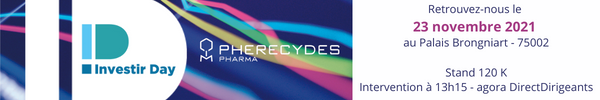 Investir Day
PHERECYDES
PHARMA
Retrouvez-nous le
23 novembre 2021
au Palais Brongniart - 75002
Stand 120 K
Intervention à 13h15 - agora DirectDirigeants